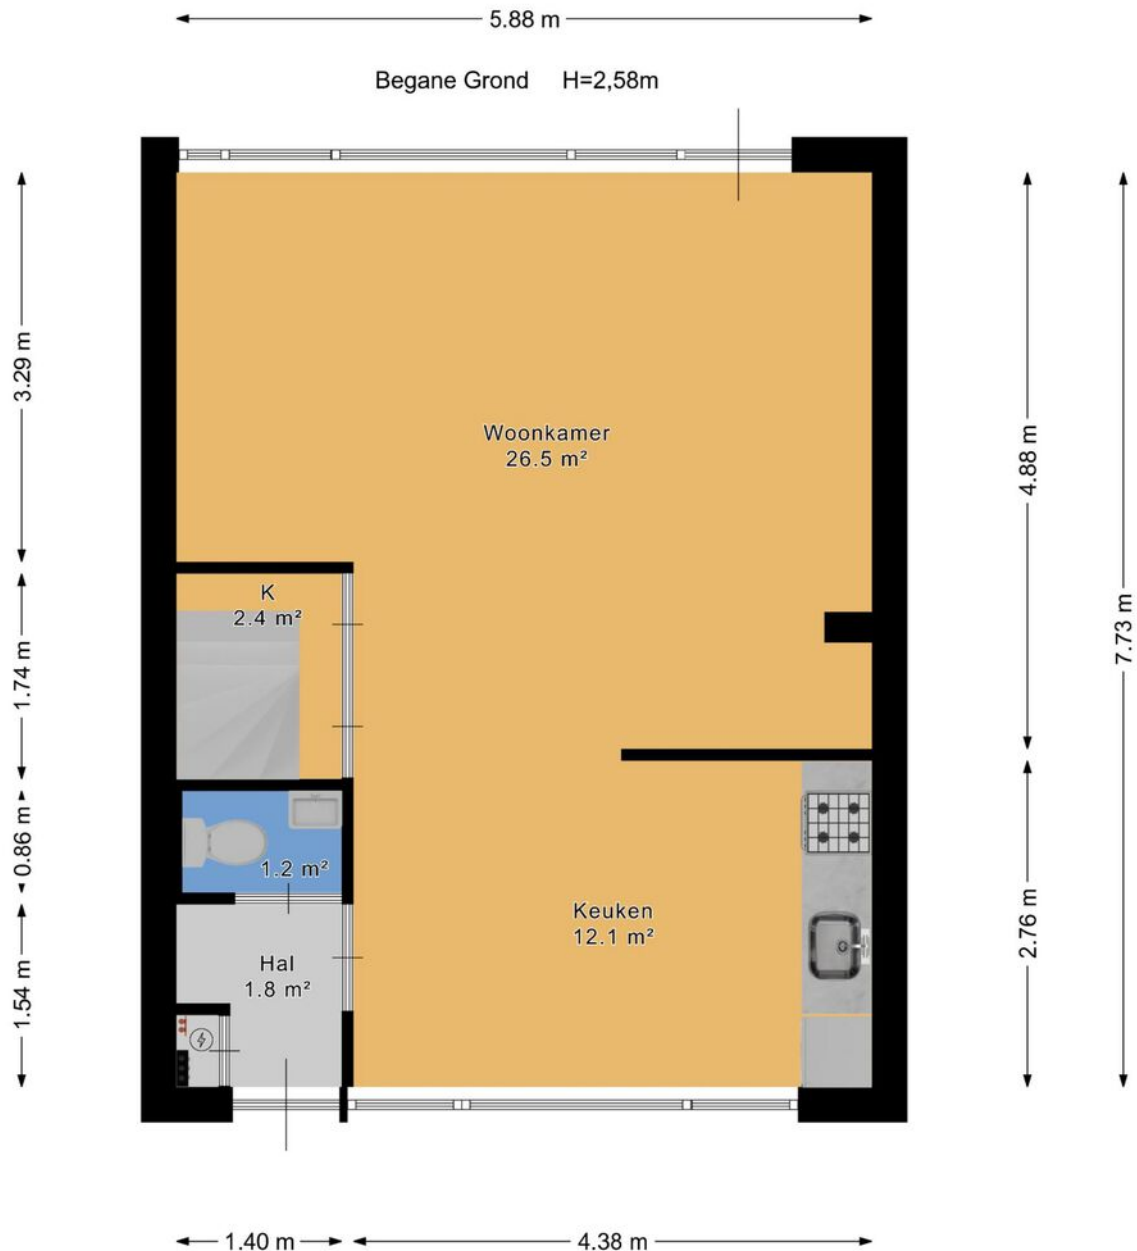 5.88 m
Begane Grond H=2,58m
3.29 m
Woonkamer
26.5 m²
4.88 m
K
2.4 m²
7.73 m
1.74 m
0.86 m
1.2 m²
Keuken
12.1 m²
2.76 m
Hal
1.8 m²
1.54 m
1.40 m
4.38 m